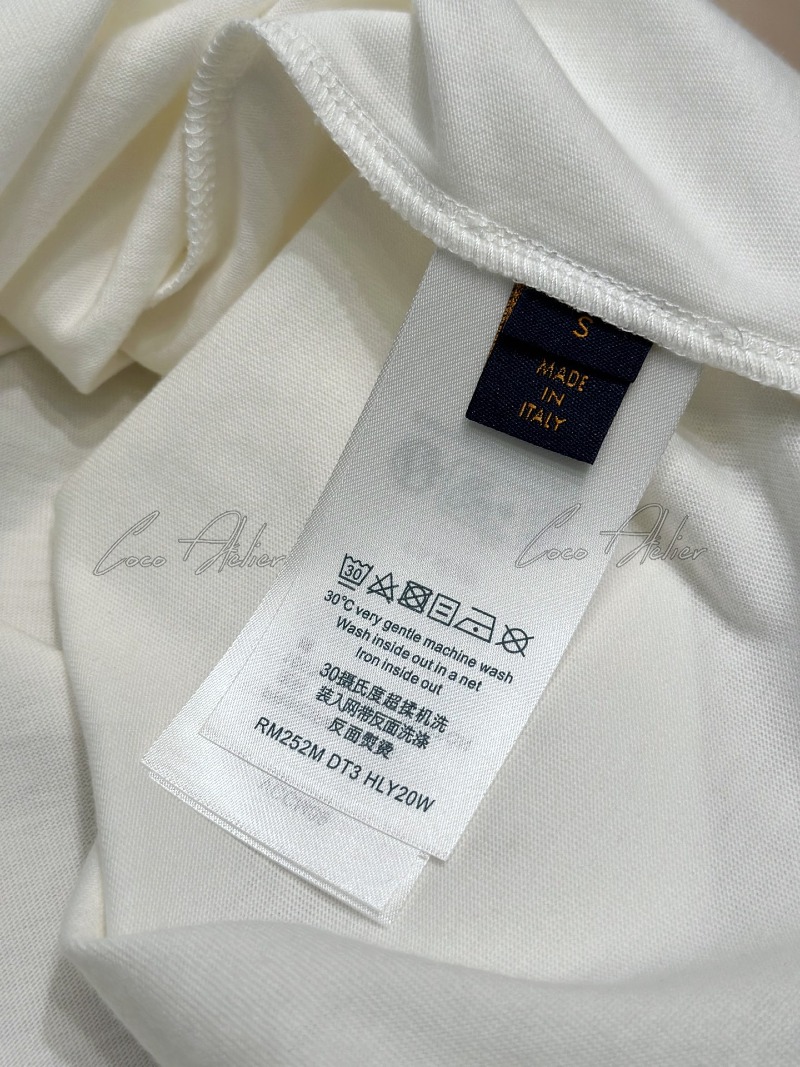 S
MADE
IN
ITALY
Coco Atelier
Coco Atelier
30
30°C very gentle machine wash
Wash inside out in a net
Iron inside out
30摄氏度超揉机洗
装入网带反面洗涤
反面熨烫
RM252M DT3 HLY20W